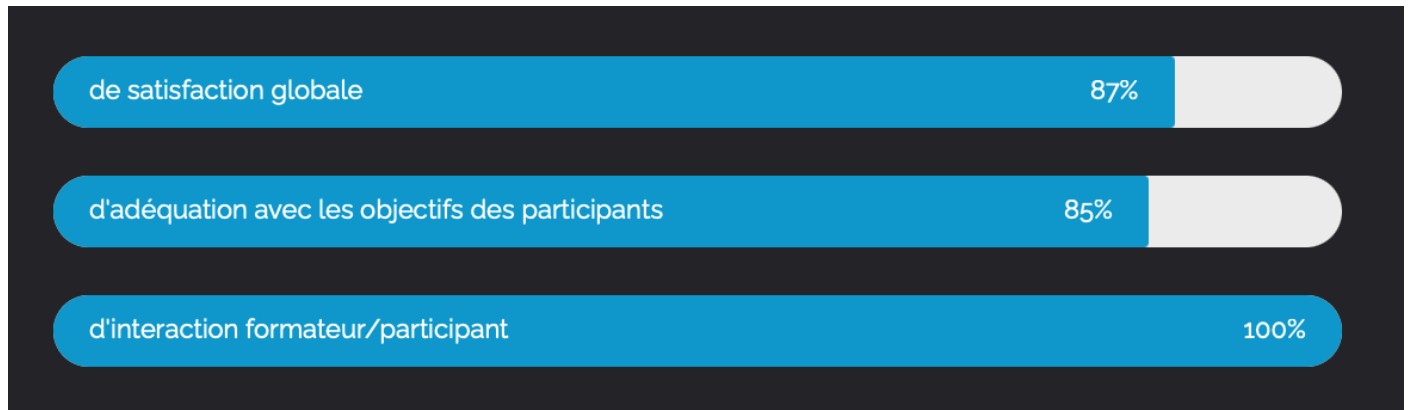 de satisfaction globale 87%
d'adéquation avec les objectifs des participants 85%
d'interaction formateur/participant 100%